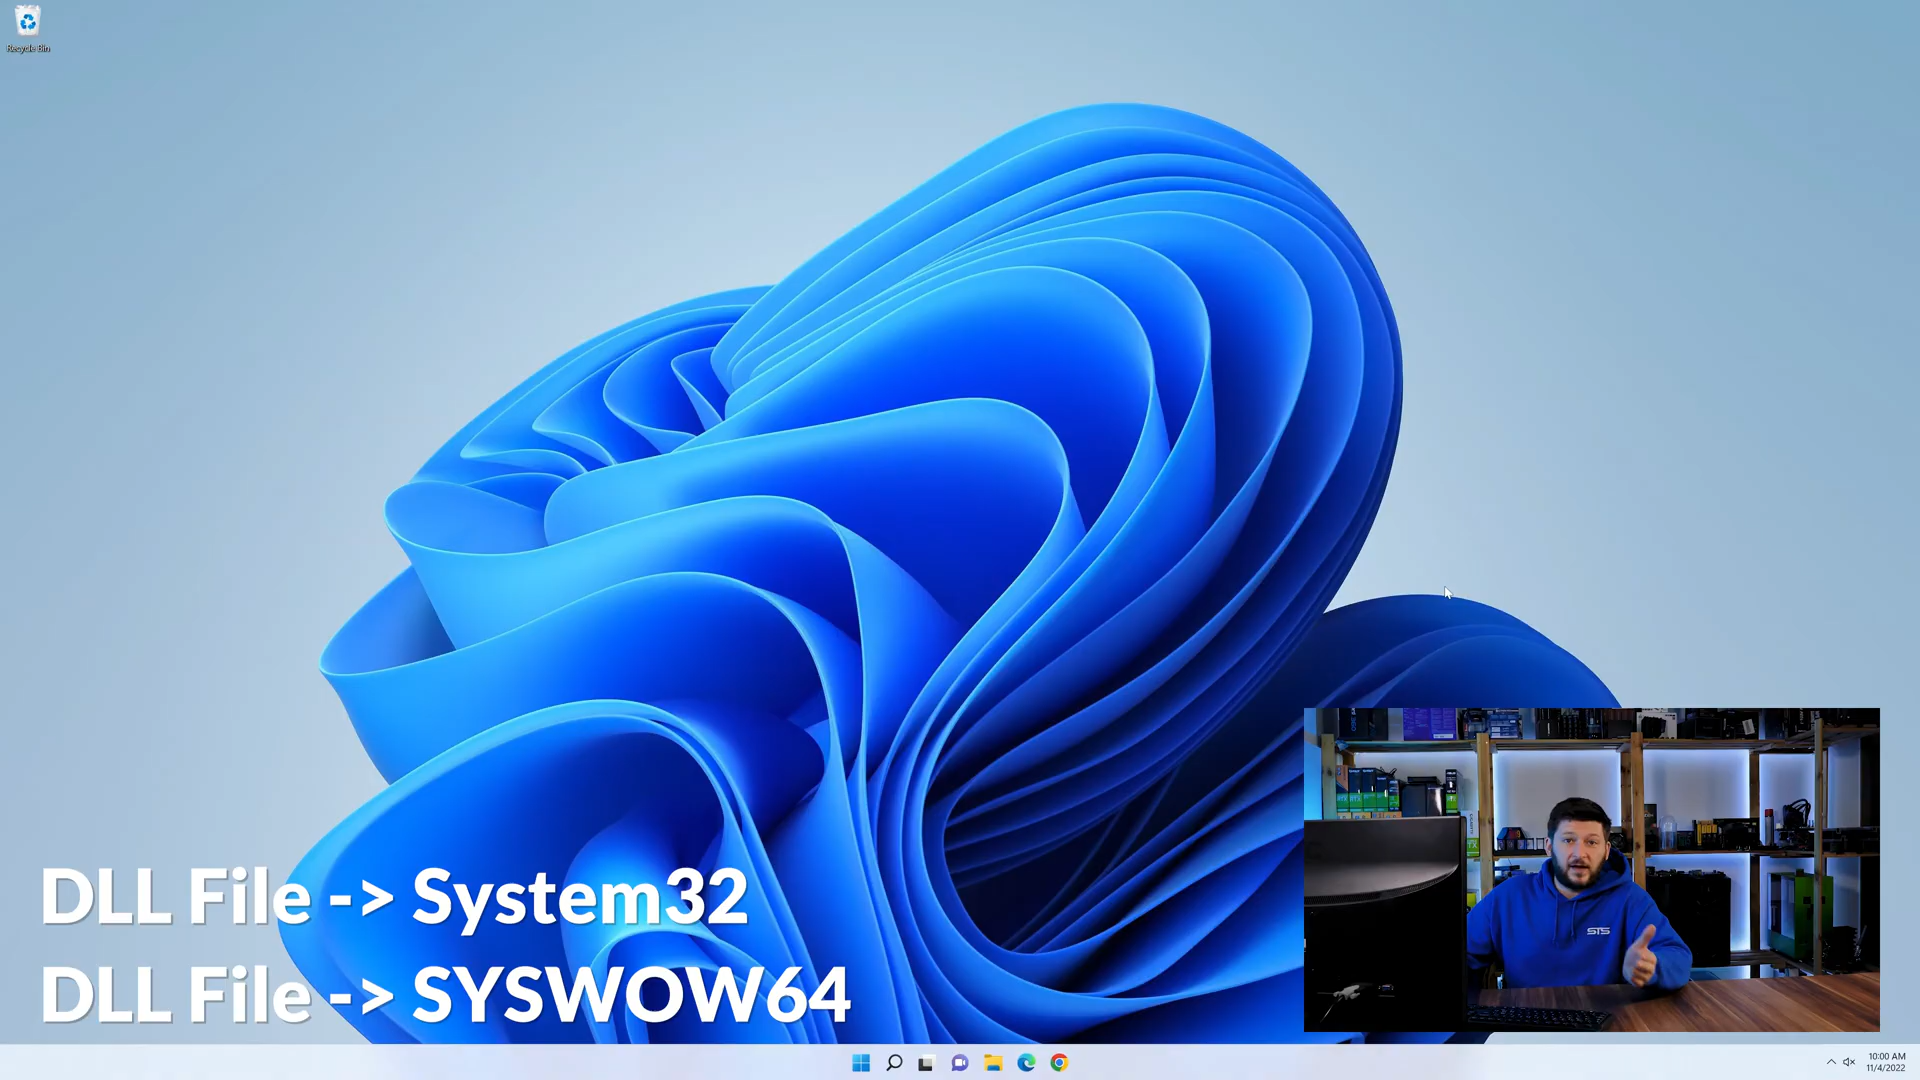 Recycle Bin
DLL File -> System32
DLL File -> SYSWOW64
STS
10:00 AM
11/4/2022